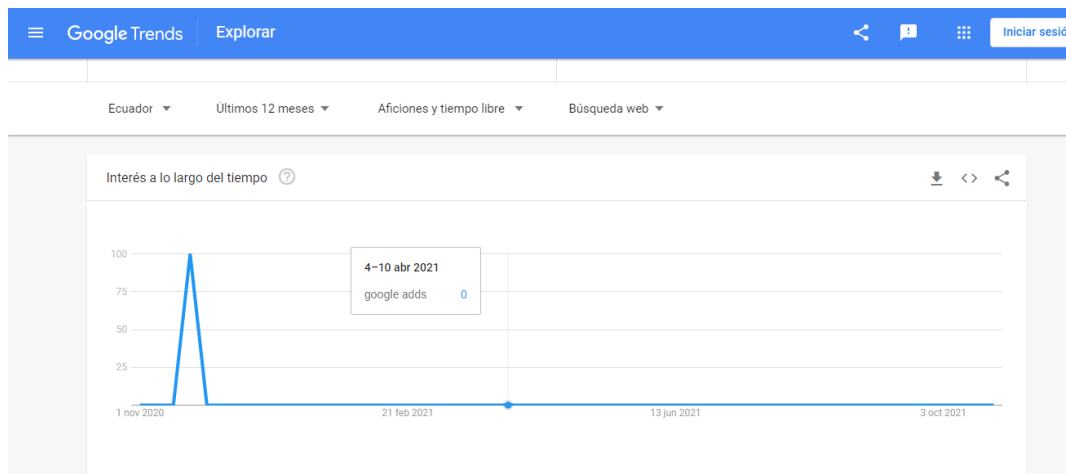 Google Trends Explorar Iniciar sesió
Ecuador Últimos 12 meses Aficiones y tiempo libre Búsqueda web
Interés a lo largo del tiempo
100
75
50
25
4–10 abr 2021
google adds 0
1 nov 2020 21 feb 2021 13 jun 2021 3 oct 2021